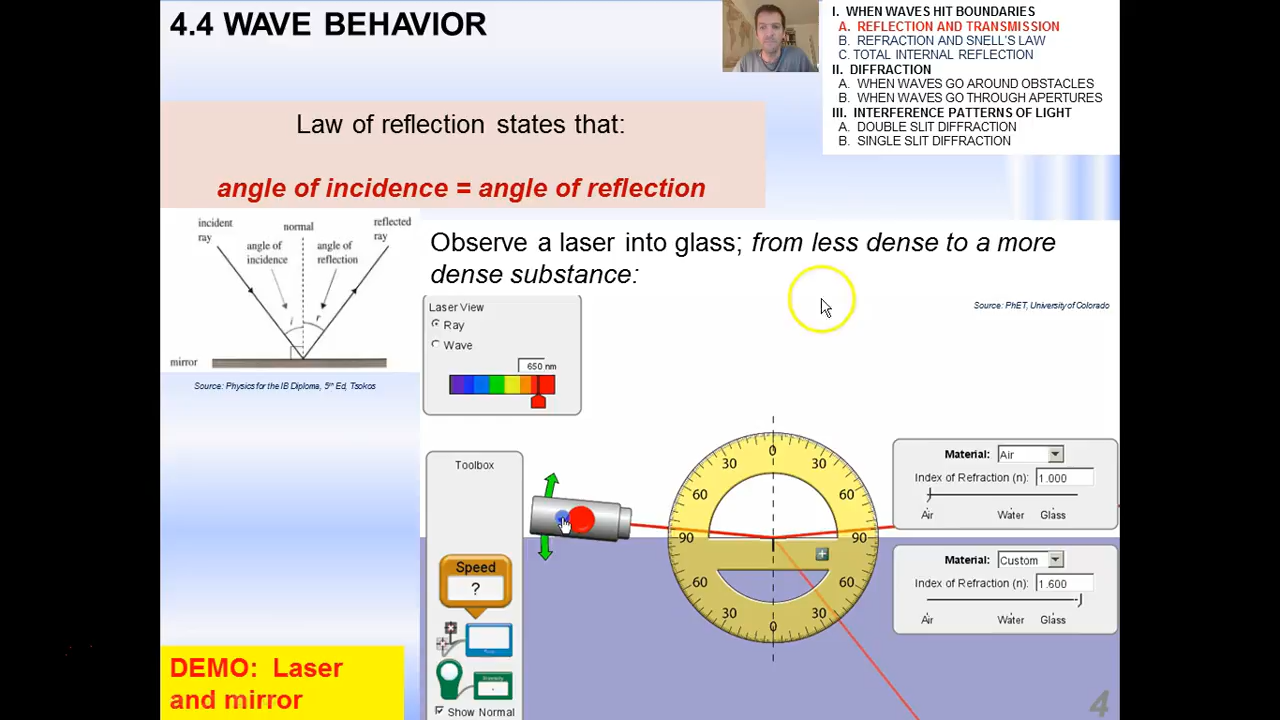 4.4 WAVE BEHAVIOR
I. WHEN WAVES HIT BOUNDARIES
A. REFLECTION AND TRANSMISSION
B. REFRACTION AND SNELL'S LAW
C. TOTAL INTERNAL REFLECTION
II. DIFFRACTION
A. WHEN WAVES GO AROUND OBSTACLES
B. WHEN WAVES GO THROUGH APERTURES
III. INTERFERENCE PATTERNS OF LIGHT
A. DOUBLE SLIT DIFFRACTION
B. SINGLE SLIT DIFFRACTION
Law of reflection states that:
angle of incidence = angle of reflection
incident ray
normal
reflected ray
angle of incidence
angle of reflection
i
r
mirror
Source: Physics for the IB Diploma, 5th Ed, Tsokos
Observe a laser into glass; from less dense to a more
dense substance:
Source: PhET, University of Colorado
Laser View
Ray
Wave
650 nm
Toolbox
Speed
?
Intensity
-
Show Normal
0
30
30
60
60
90
90
60
60
30
30
0
Material: Air
Index of Refraction (n): 1.000
Air Water Glass
Material: Custom
Index of Refraction (n): 1.600
Air Water Glass
DEMO: Laser
and mirror
4